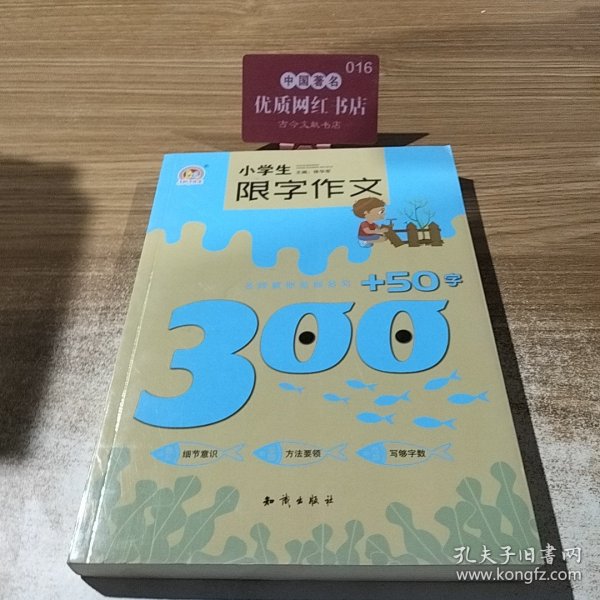 016
中国著名
优质网红书店
古今文献书店
小学生
限字作文
+50字
300
细节意识
方法要领
写够字数
知识出版社
孔夫子旧书网
www.kongfz.com